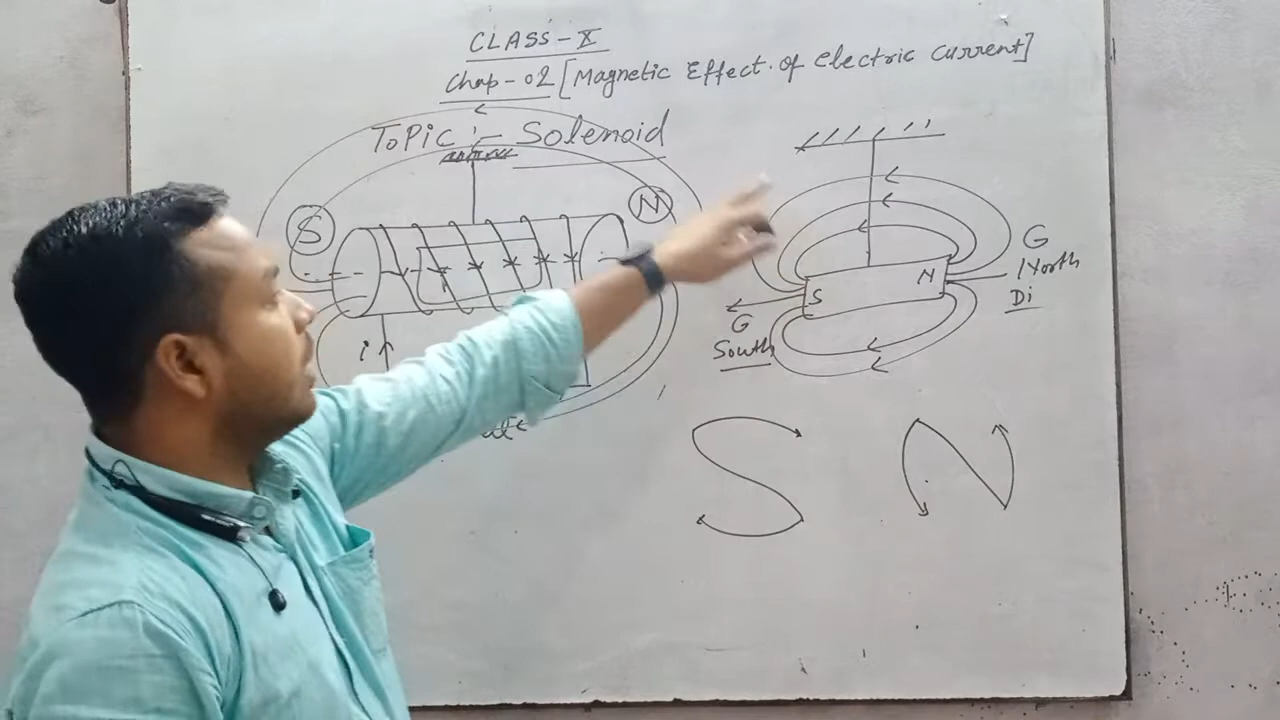 CLASS-X
Chap-02 [Magnetic Effect of electric current]
TOPIC :- Solenoid
S
N
i
S
N
G
North
Di
G
South
S N